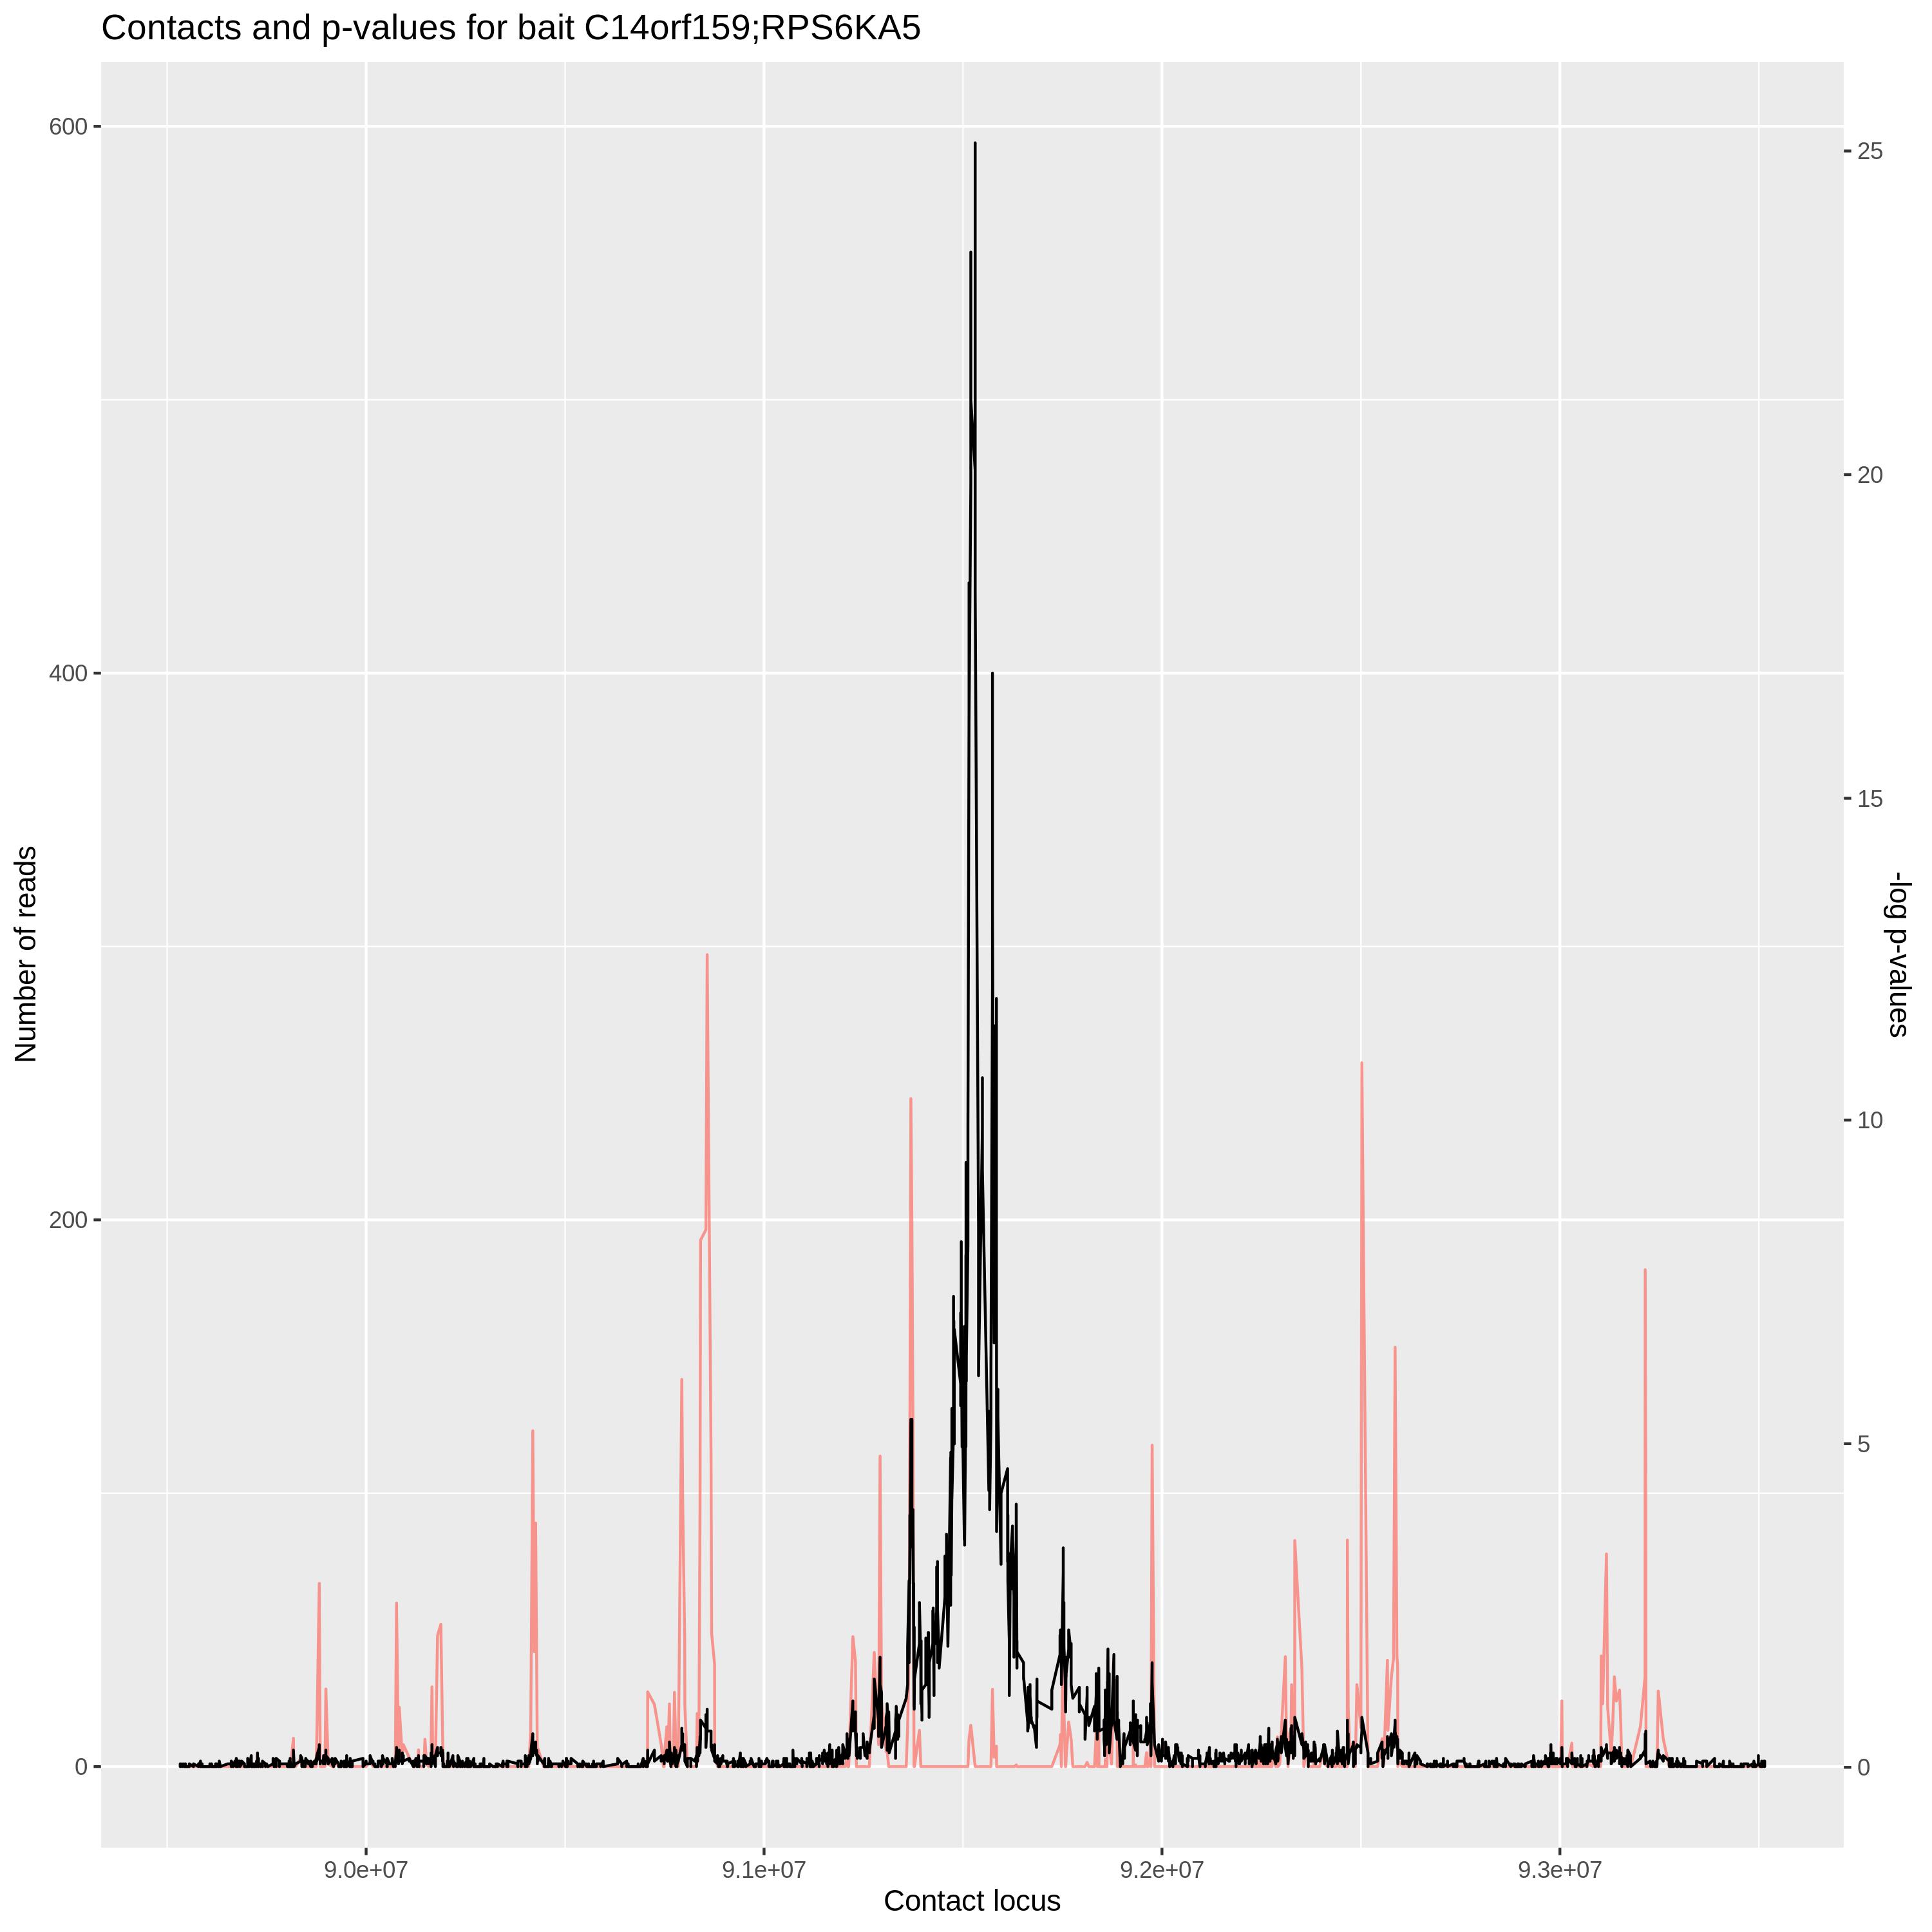 Contacts and p-values for bait C14orf159;RPS6KA5
600
400
200
0
Number of reads
25
20
15
10
5
0
-log p-values
9.0e+07
9.1e+07
9.2e+07
9.3e+07
Contact locus